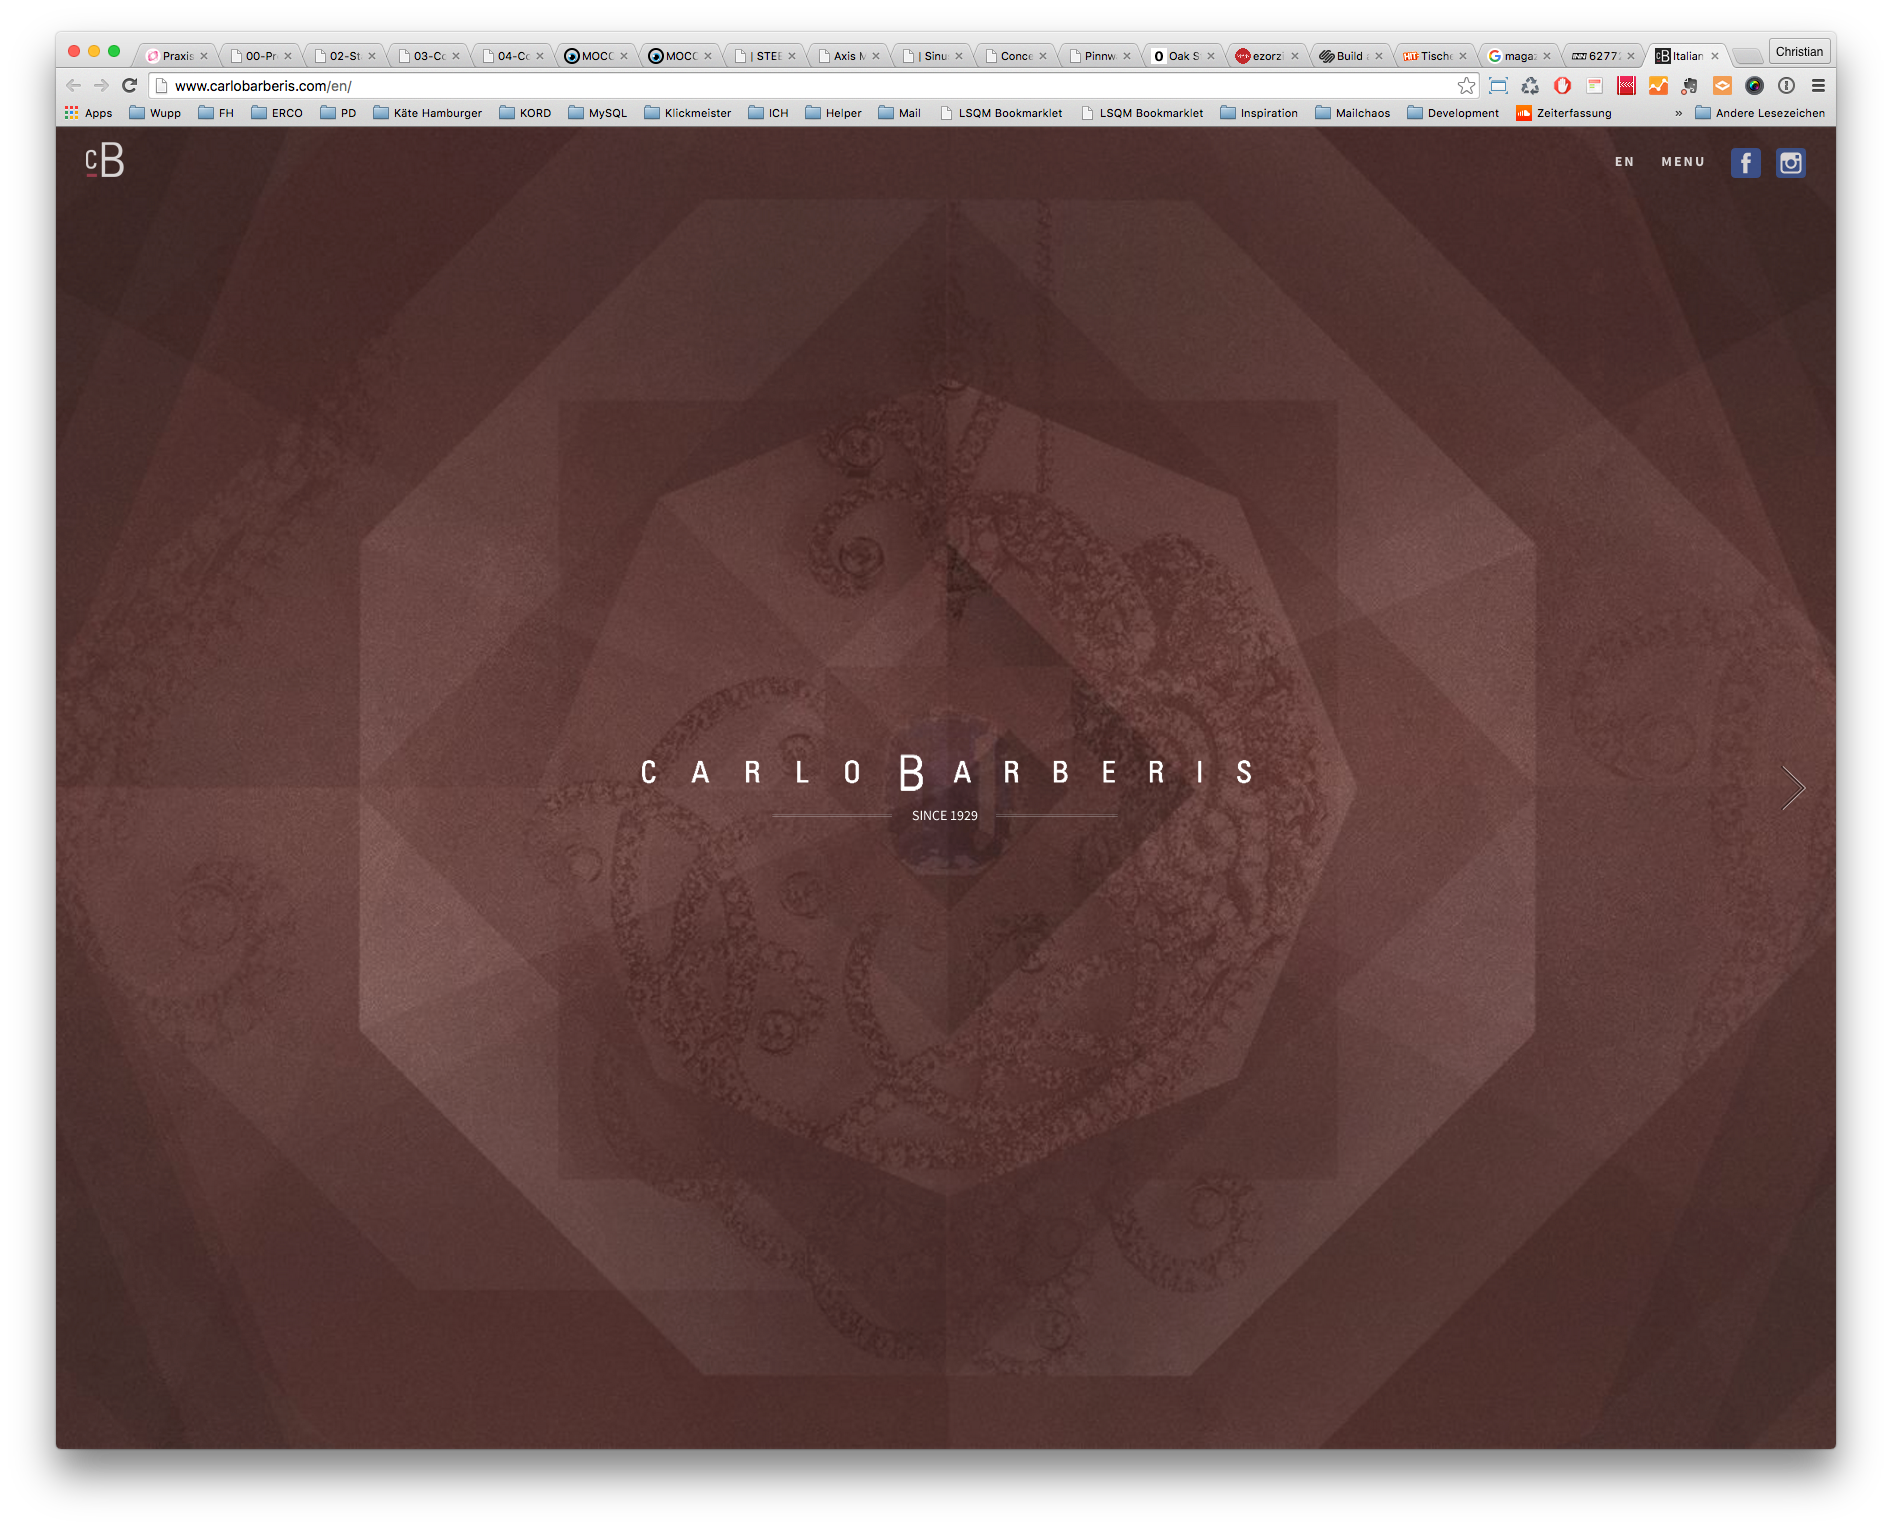 Praxis
00-Pr
02-St
03-Cc
04-Cc
MOCC
MOCC
| STEE
Axis M
| Sinu
Conce
Pinnw
Oak S
ezorzi
Build
Tische
magaz
6277
Italian
Christian
www.carlobarberis.com/en/
Apps
Wupp
FH
ERCO
PD
Käte Hamburger
KORD
MySQL
Klickmeister
ICH
Helper
Mail
LSQM Bookmarklet
LSQM Bookmarklet
Inspiration
Mailchaos
Development
Zeiterfassung
»
Andere Lesezeichen
cB
EN
MENU
CARLO BARBERIS
SINCE 1929